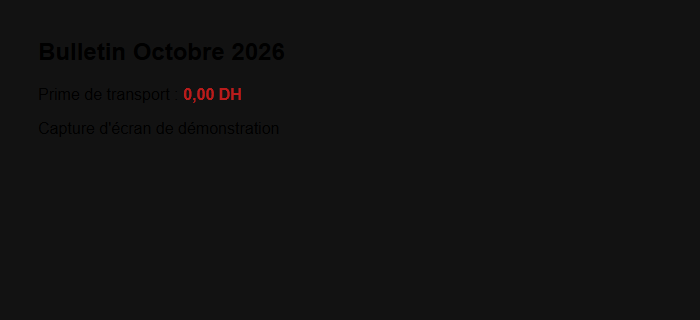 Bulletin Octobre 2026
Prime de transport : 0,00 DH
Capture d'écran de démonstration